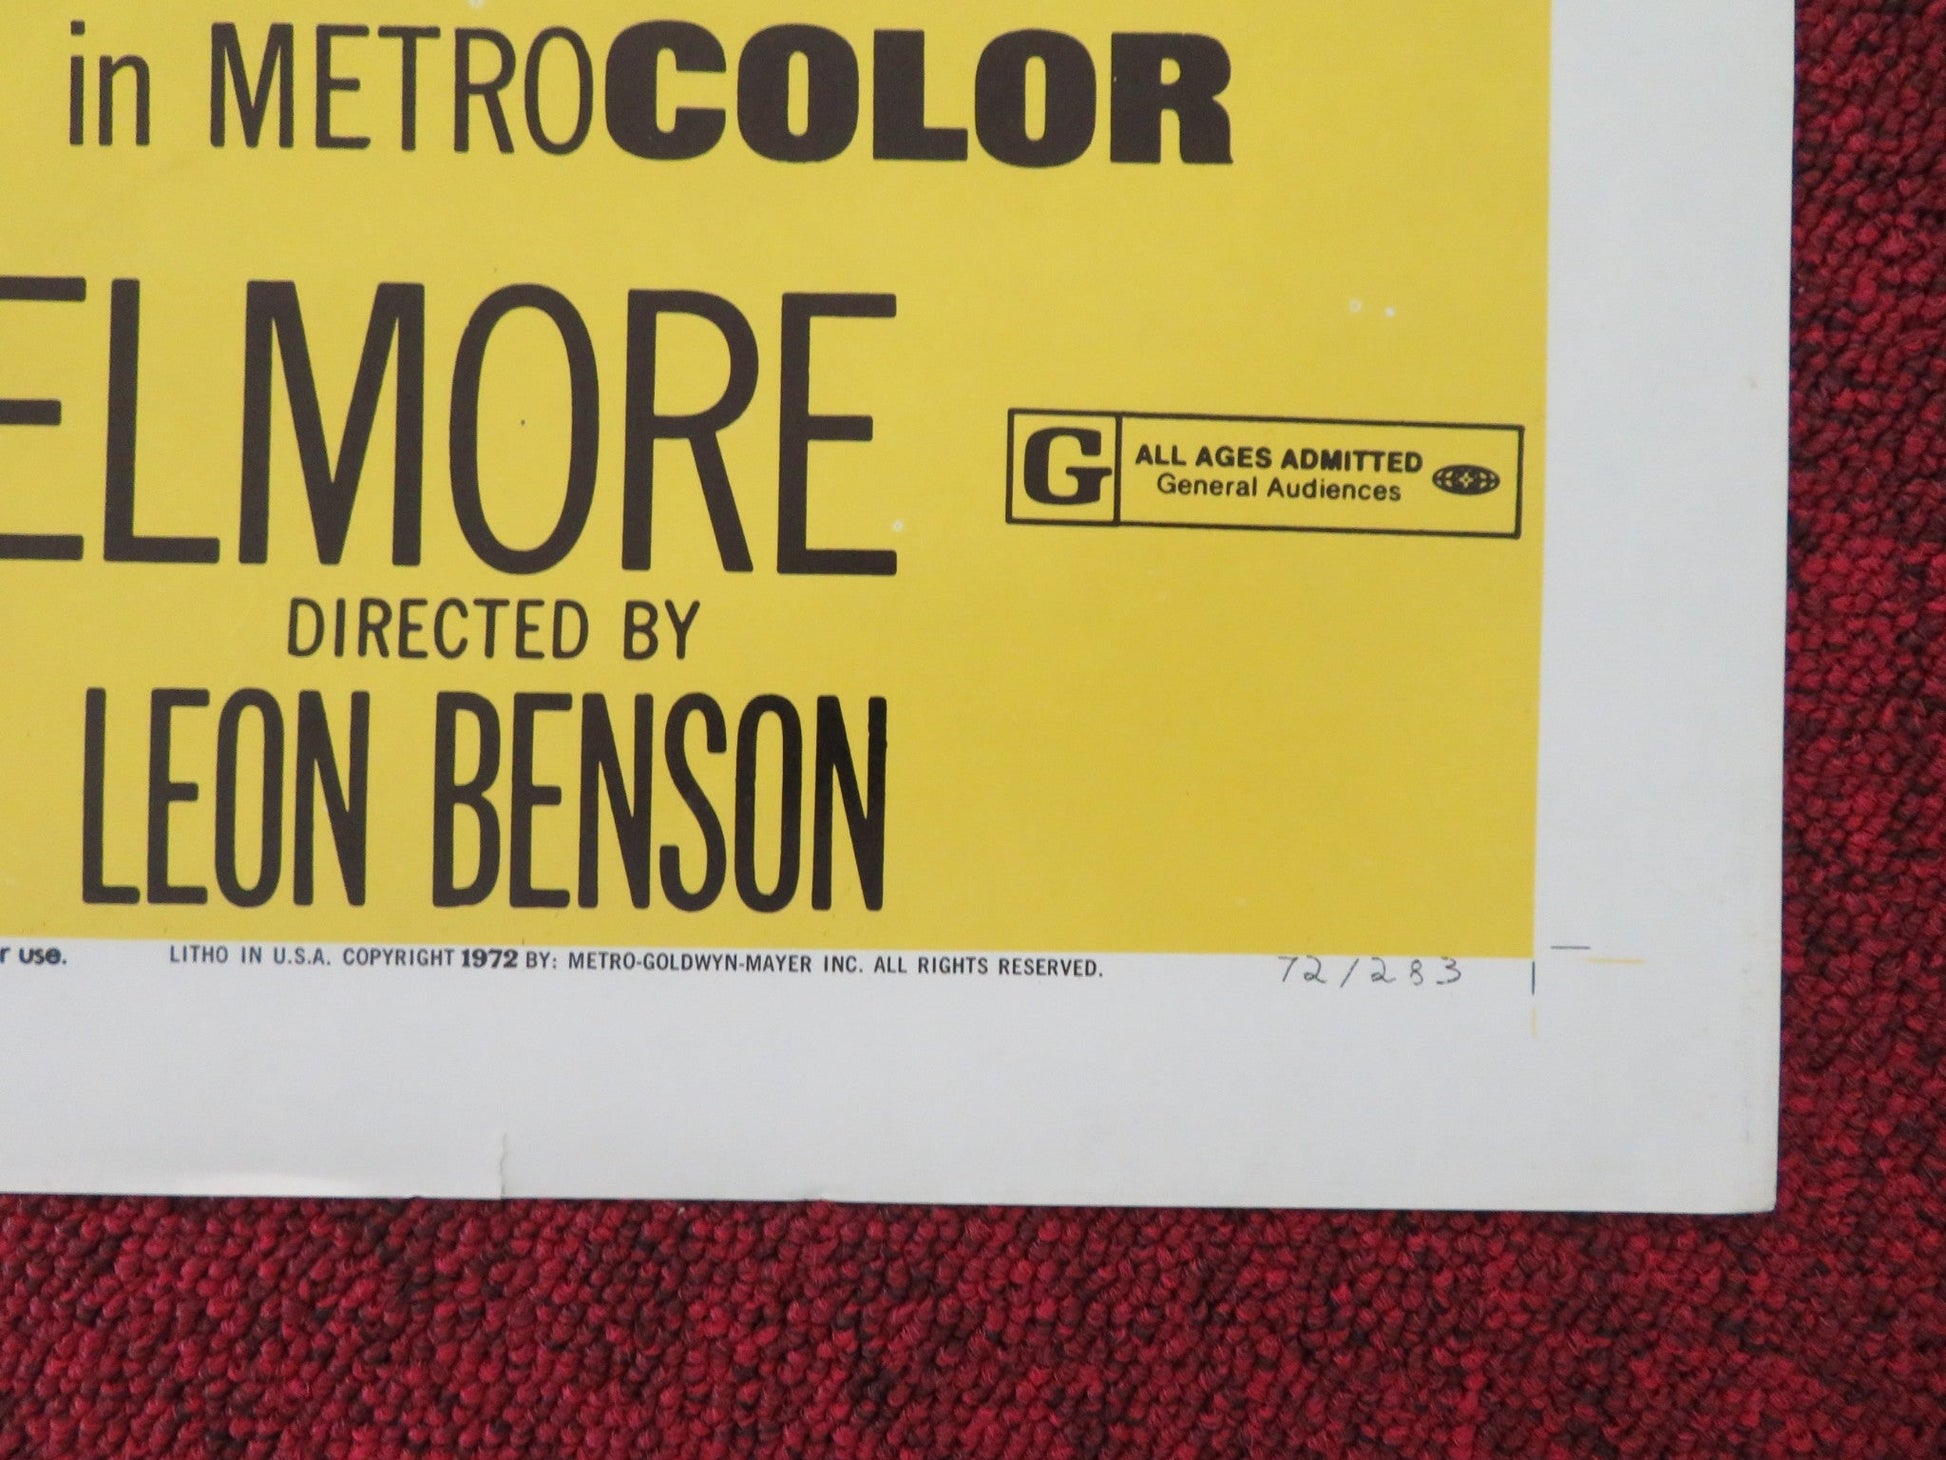 in METROCOLOR
ELMORE
G ALL AGES ADMITTED
General Audiences
DIRECTED BY
LEON BENSON
r use. LITHO IN U.S.A. COPYRIGHT 1972 BY: METRO-GOLDWYN-MAYER INC. ALL RIGHTS RESERVED. 72/283